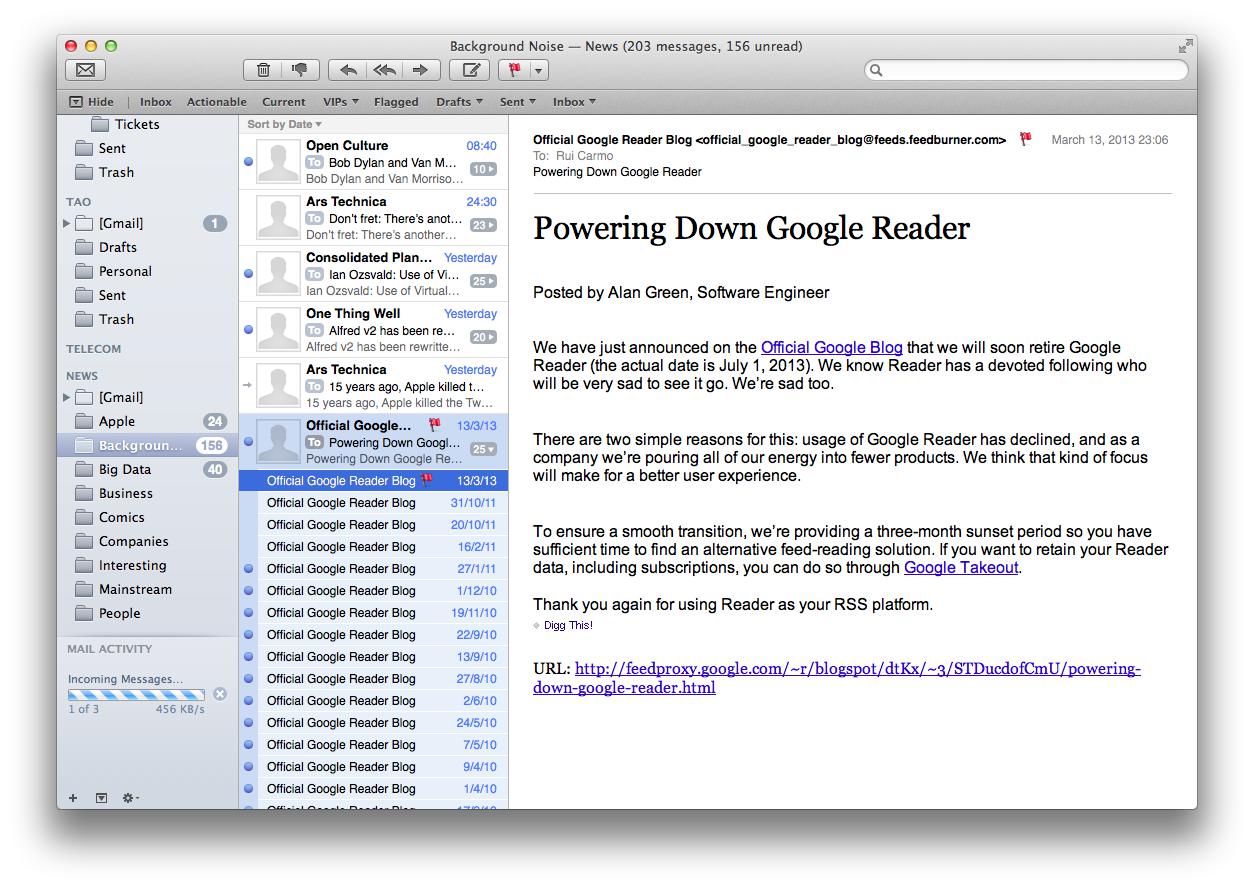 Background Noise — News (203 messages, 156 unread)
Hide Inbox Actionable Current VIPs Flagged Drafts Sent Inbox
Tickets
Sent
Trash
TAO
[Gmail] 1
Drafts
Personal
Sent
Trash
TELECOM
NEWS
[Gmail]
Apple 24
Backgroun... 156
Big Data 40
Business
Comics
Companies
Interesting
Mainstream
People
MAIL ACTIVITY
Incoming Messages...
1 of 3 456 KB/s
Sort by Date
Open Culture 08:40
To Bob Dylan and Van M... 10
Bob Dylan and Van Morriso...
Ars Technica 24:30
To Don't fret: There's anot... 23
Don't fret: There's another...
Consolidated Plan... Yesterday
To Ian Ozsvald: Use of Vi... 25
Ian Ozsvald: Use of Virtual...
One Thing Well Yesterday
To Alfred v2 has been re... 20
Alfred v2 has been rewritte...
Ars Technica Yesterday
To 15 years ago, Apple killed t...
15 years ago, Apple killed the Tw...
Official Google... 13/3/13
To Powering Down Googl... 25
Powering Down Google Re...
Official Google Reader Blog 13/3/13
Official Google Reader Blog 31/10/11
Official Google Reader Blog 20/10/11
Official Google Reader Blog 16/2/11
Official Google Reader Blog 27/1/11
Official Google Reader Blog 1/12/10
Official Google Reader Blog 19/11/10
Official Google Reader Blog 22/9/10
Official Google Reader Blog 13/9/10
Official Google Reader Blog 27/8/10
Official Google Reader Blog 2/6/10
Official Google Reader Blog 24/5/10
Official Google Reader Blog 7/5/10
Official Google Reader Blog 9/4/10
Official Google Reader Blog 1/4/10
Official Google Reader Blog
Official Google Reader Blog <official_google_reader_blog@feeds.feedburner.com> March 13, 2013 23:06
To: Rui Carmo
Powering Down Google Reader
Powering Down Google Reader
Posted by Alan Green, Software Engineer
We have just announced on the Official Google Blog that we will soon retire Google
Reader (the actual date is July 1, 2013). We know Reader has a devoted following who
will be very sad to see it go. We're sad too.
There are two simple reasons for this: usage of Google Reader has declined, and as a
company we're pouring all of our energy into fewer products. We think that kind of focus
will make for a better user experience.
To ensure a smooth transition, we're providing a three-month sunset period so you have
sufficient time to find an alternative feed-reading solution. If you want to retain your Reader
data, including subscriptions, you can do so through Google Takeout.
Thank you again for using Reader as your RSS platform.
Digg This!
URL: http://feedproxy.google.com/~r/blogspot/dtKx/~3/STDucdofCmU/powering-
down-google-reader.html